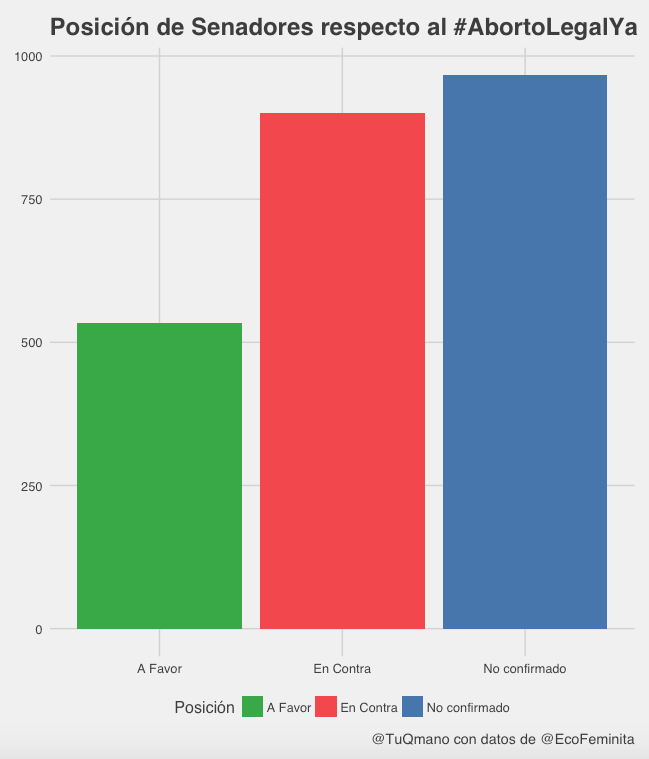 Posición de Senadores respecto al #AbortoLegalYa
1000
750
500
250
0
A Favor En Contra No confirmado
Posición A Favor En Contra No confirmado
@TuQmano con datos de @EcoFeminita